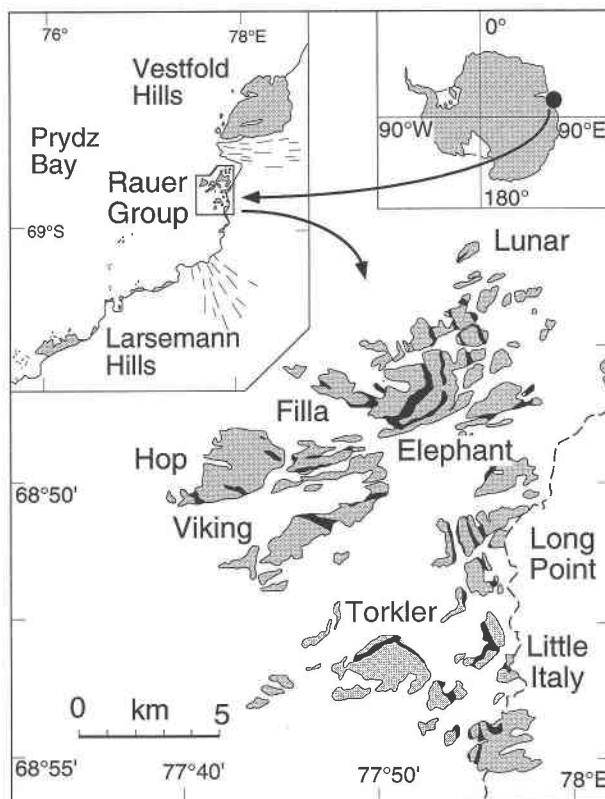 76°
78°E
Vestfold
Hills
Prydz
Bay
Rauer
Group
69°S
Larsemann
Hills
0°
90°W
90°E
180°
Lunar
Filla
Elephant
Hop
68°50'
Viking
Long
Point
Torkler
Little
Italy
0 km 5
68°55'
77°40'
77°50'
78°E